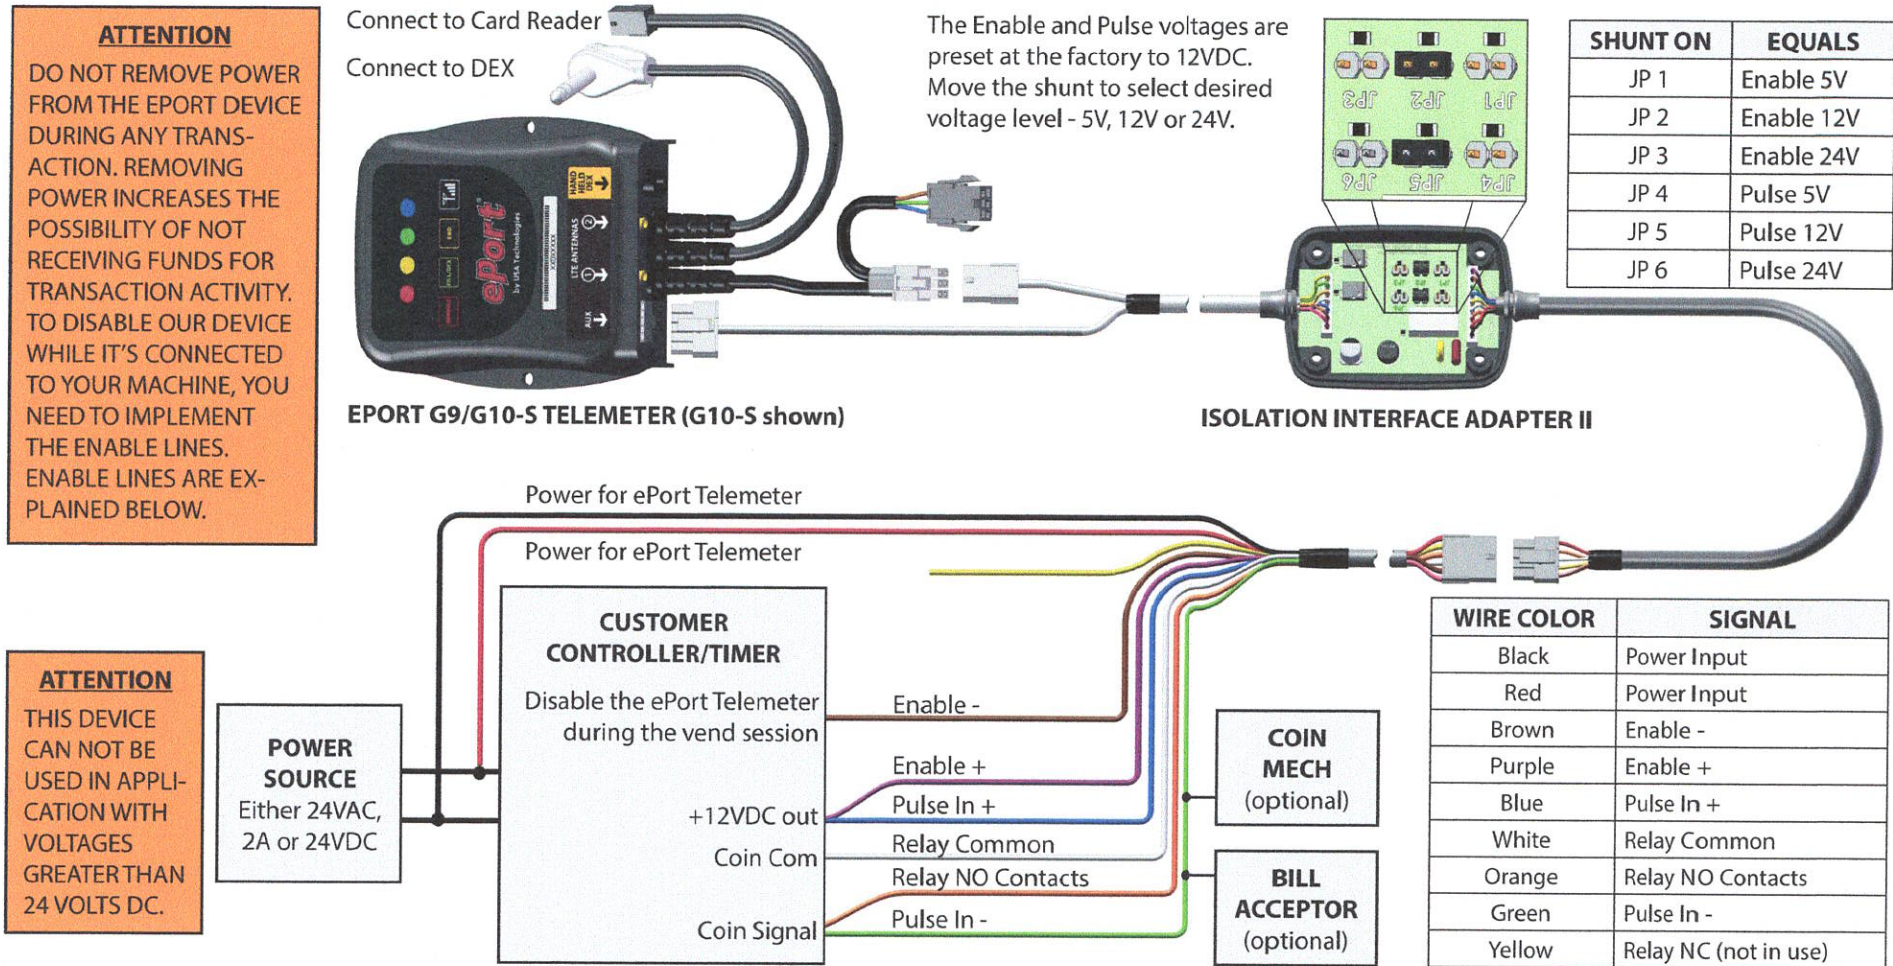 ATTENTION
DO NOT REMOVE POWER
FROM THE EPORT DEVICE
DURING ANY TRANS-
ACTION. REMOVING
POWER INCREASES THE
POSSIBILITY OF NOT
RECEIVING FUNDS FOR
TRANSACTION ACTIVITY.
TO DISABLE OUR DEVICE
WHILE IT'S CONNECTED
TO YOUR MACHINE, YOU
NEED TO IMPLEMENT
THE ENABLE LINES.
ENABLE LINES ARE EX-
PLAINED BELOW.
Connect to Card Reader
Connect to DEX
ePort
by USA Technologies
HAND HELD DEX
LTE ANTENNAS
2
1
AUX
EPORT G9/G10-S TELEMETER (G10-S shown)
The Enable and Pulse voltages are
preset at the factory to 12VDC.
Move the shunt to select desired
voltage level - 5V, 12V or 24V.
JP3 JP2 JP1
JP6 JP5 JP4
ISOLATION INTERFACE ADAPTER II
SHUNT ON EQUALS
JP 1 Enable 5V
JP 2 Enable 12V
JP 3 Enable 24V
JP 4 Pulse 5V
JP 5 Pulse 12V
JP 6 Pulse 24V
Power for ePort Telemeter
Power for ePort Telemeter
ATTENTION
THIS DEVICE
CAN NOT BE
USED IN APPLI-
CATION WITH
VOLTAGES
GREATER THAN
24 VOLTS DC.
POWER
SOURCE
Either 24VAC,
2A or 24VDC
CUSTOMER
CONTROLLER/TIMER
Disable the ePort Telemeter
during the vend session
+12VDC out
Coin Com
Coin Signal
Enable -
Enable +
Pulse In +
Relay Common
Relay NO Contacts
Pulse In -
COIN
MECH
(optional)
BILL
ACCEPTOR
(optional)
WIRE COLOR SIGNAL
Black Power Input
Red Power Input
Brown Enable -
Purple Enable +
Blue Pulse In +
White Relay Common
Orange Relay NO Contacts
Green Pulse In -
Yellow Relay NC (not in use)